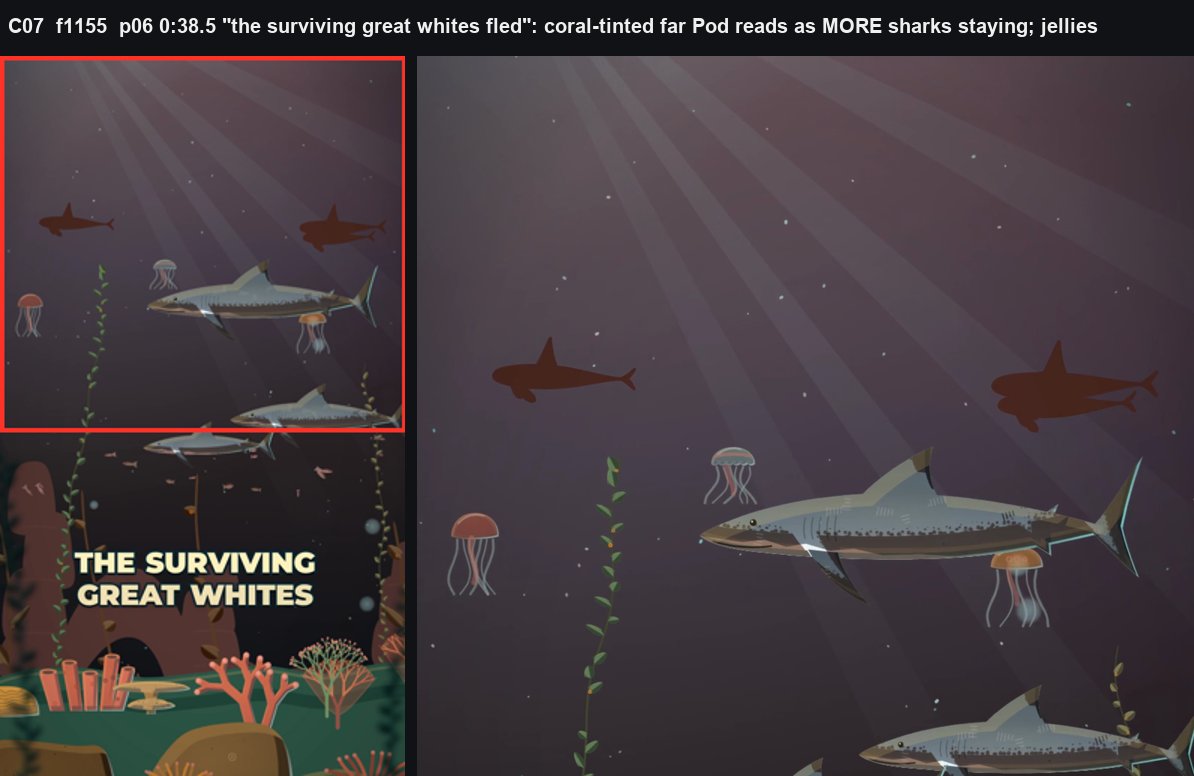 C07 f1155 p06 0:38.5 "the surviving great whites fled": coral-tinted far Pod reads as MORE sharks staying; jellies
THE SURVIVING
GREAT WHITES